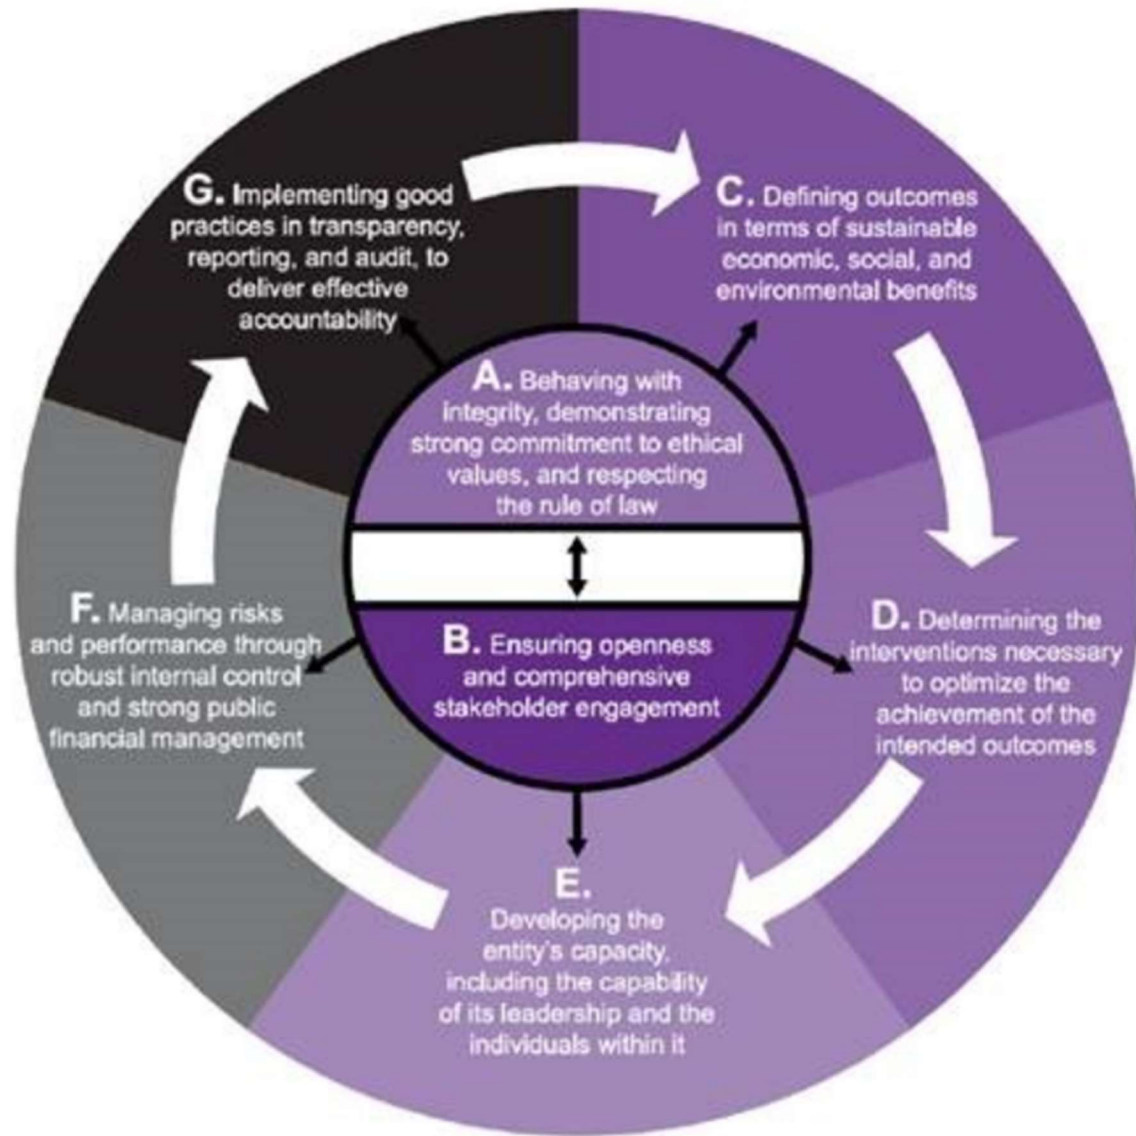 G. Implementing good
practices in transparency,
reporting, and audit, to
deliver effective
accountability
C. Defining outcomes
in terms of sustainable
economic, social, and
environmental benefits
A. Behaving with
integrity, demonstrating
strong commitment to ethical
values, and respecting
the rule of law
B. Ensuring openness
and comprehensive
stakeholder engagement
F. Managing risks
and performance through
robust internal control
and strong public
financial management
D. Determining the
interventions necessary
to optimize the
achievement of the
intended outcomes
E.
Developing the
entity's capacity,
including the capability
of its leadership and the
individuals within it